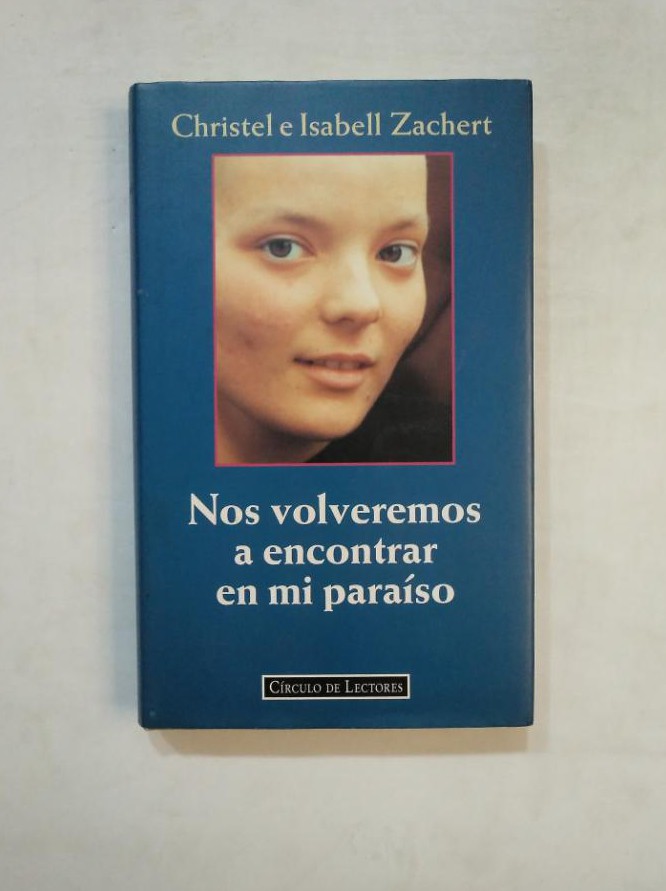 Christel e Isabell Zachert
Nos volveremos
a encontrar
en mi paraíso
CÍRCULO DE LECTORES